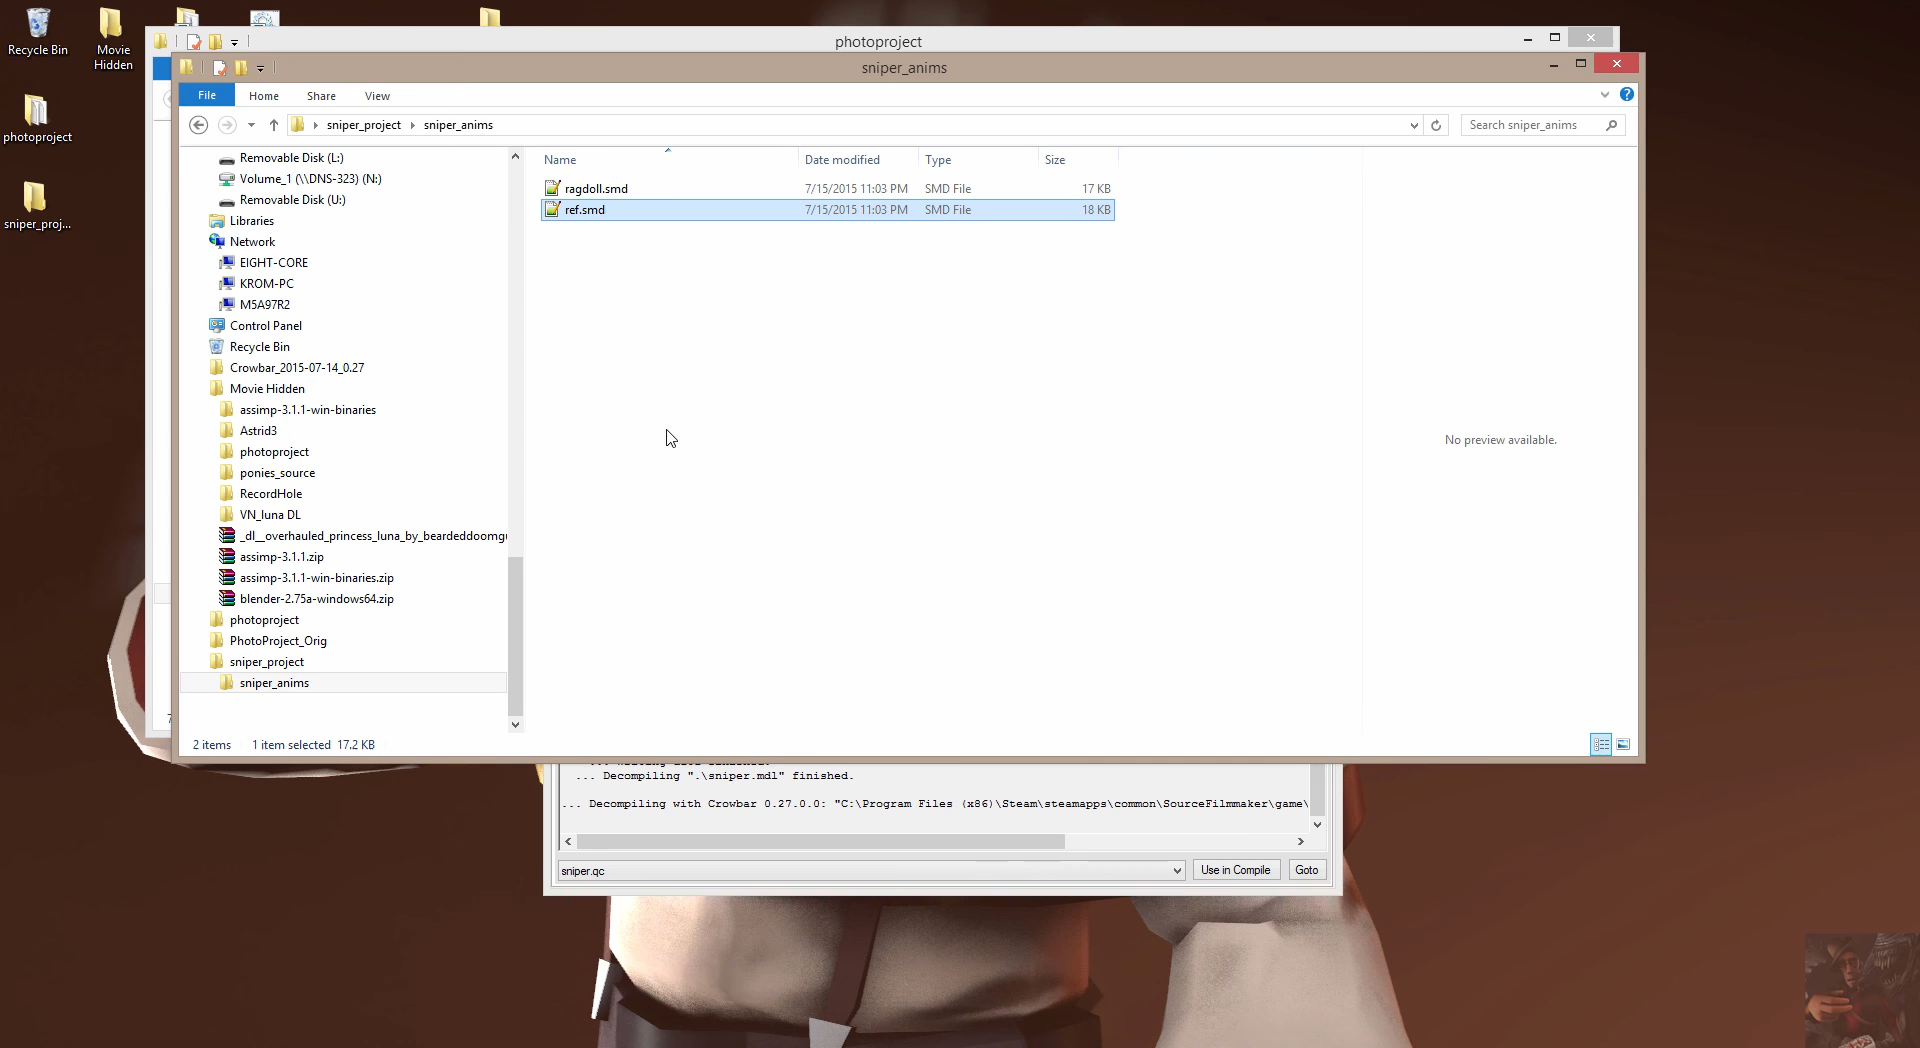 Recycle Bin
Movie
Hidden
photoproject
sniper_proj...
photoproject
sniper_anims
File
Home
Share
View
sniper_project
sniper_anims
Search sniper_anims
Removable Disk (L:)
Volume_1 (\\DNS-323) (N:)
Removable Disk (U:)
Libraries
Network
EIGHT-CORE
KROM-PC
M5A97R2
Control Panel
Recycle Bin
Crowbar_2015-07-14_0.27
Movie Hidden
assimp-3.1.1-win-binaries
Astrid3
photoproject
ponies_source
RecordHole
VN_luna DL
_dl__overhauled_princess_luna_by_beardeddoomgu
assimp-3.1.1.zip
assimp-3.1.1-win-binaries.zip
blender-2.75a-windows64.zip
photoproject
PhotoProject_Orig
sniper_project
sniper_anims
Name Date modified Type Size
ragdoll.smd 7/15/2015 11:03 PM SMD File 17 KB
ref.smd 7/15/2015 11:03 PM SMD File 18 KB
No preview available.
2 items 1 item selected 17.2 KB
... Decompiling ".\sniper.mdl" finished.
... Decompiling with Crowbar 0.27.0.0: "C:\Program Files (x86)\Steam\steamapps\common\SourceFilmmaker\game\
sniper.qc
Use in Compile
Goto